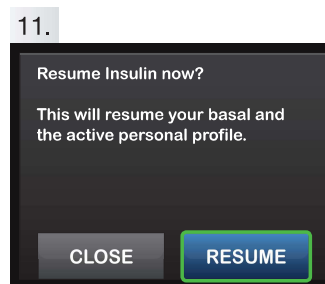 11.
Resume Insulin now?
This will resume your basal and
the active personal profile.
CLOSE
RESUME